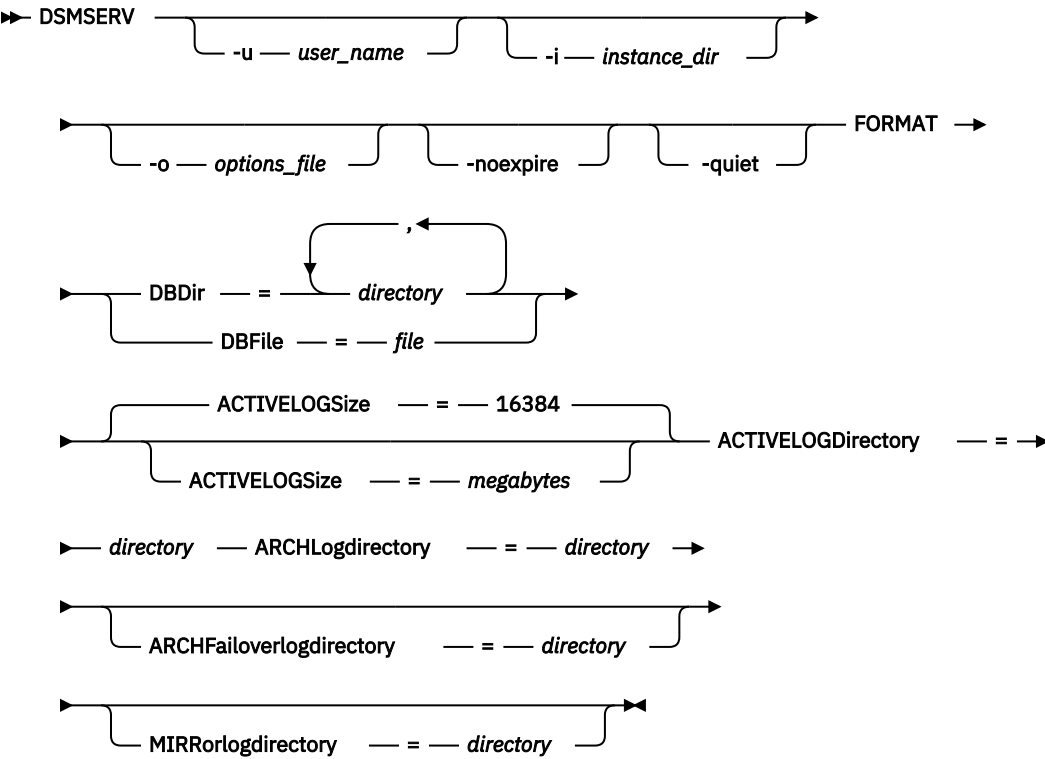 DSMSERV
-u user_name -i instance_dir
FORMAT
-o options_file -noexpire -quiet
,
DBDir = directory
DBFile = file
ACTIVELOGSize = 16384
ACTIVELOGDirectory =
ACTIVELOGSize = megabytes
directory ARCHLogdirectory = directory
ARCHFailoverlogdirectory = directory
MIRRorlogdirectory = directory